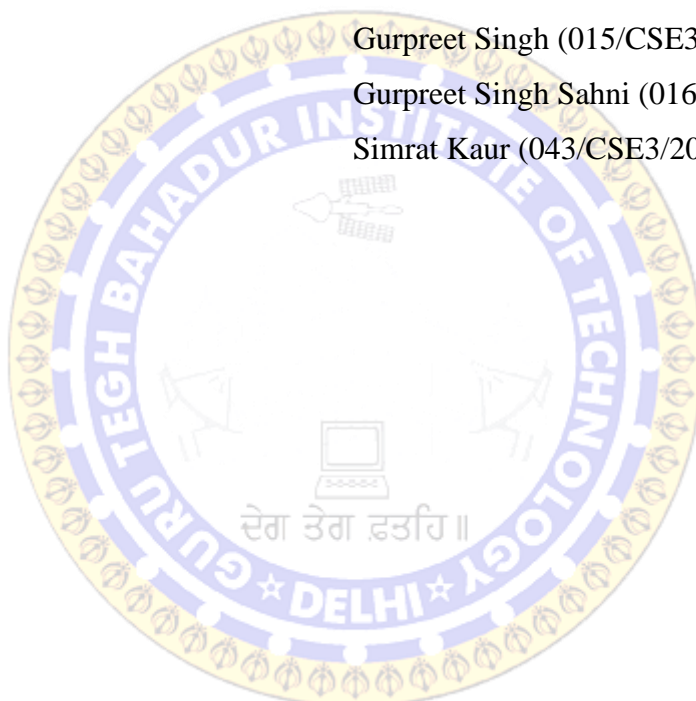 Gurpreet Singh (015/CSE3
Gurpreet Singh Sahni (016
Simrat Kaur (043/CSE3/20
GURU TEGH BAHADUR INSTITUTE OF TECHNOLOGY
ਦੇਗ ਤੇਗ ਫ਼ਤਹਿ॥
☆ DELHI ☆